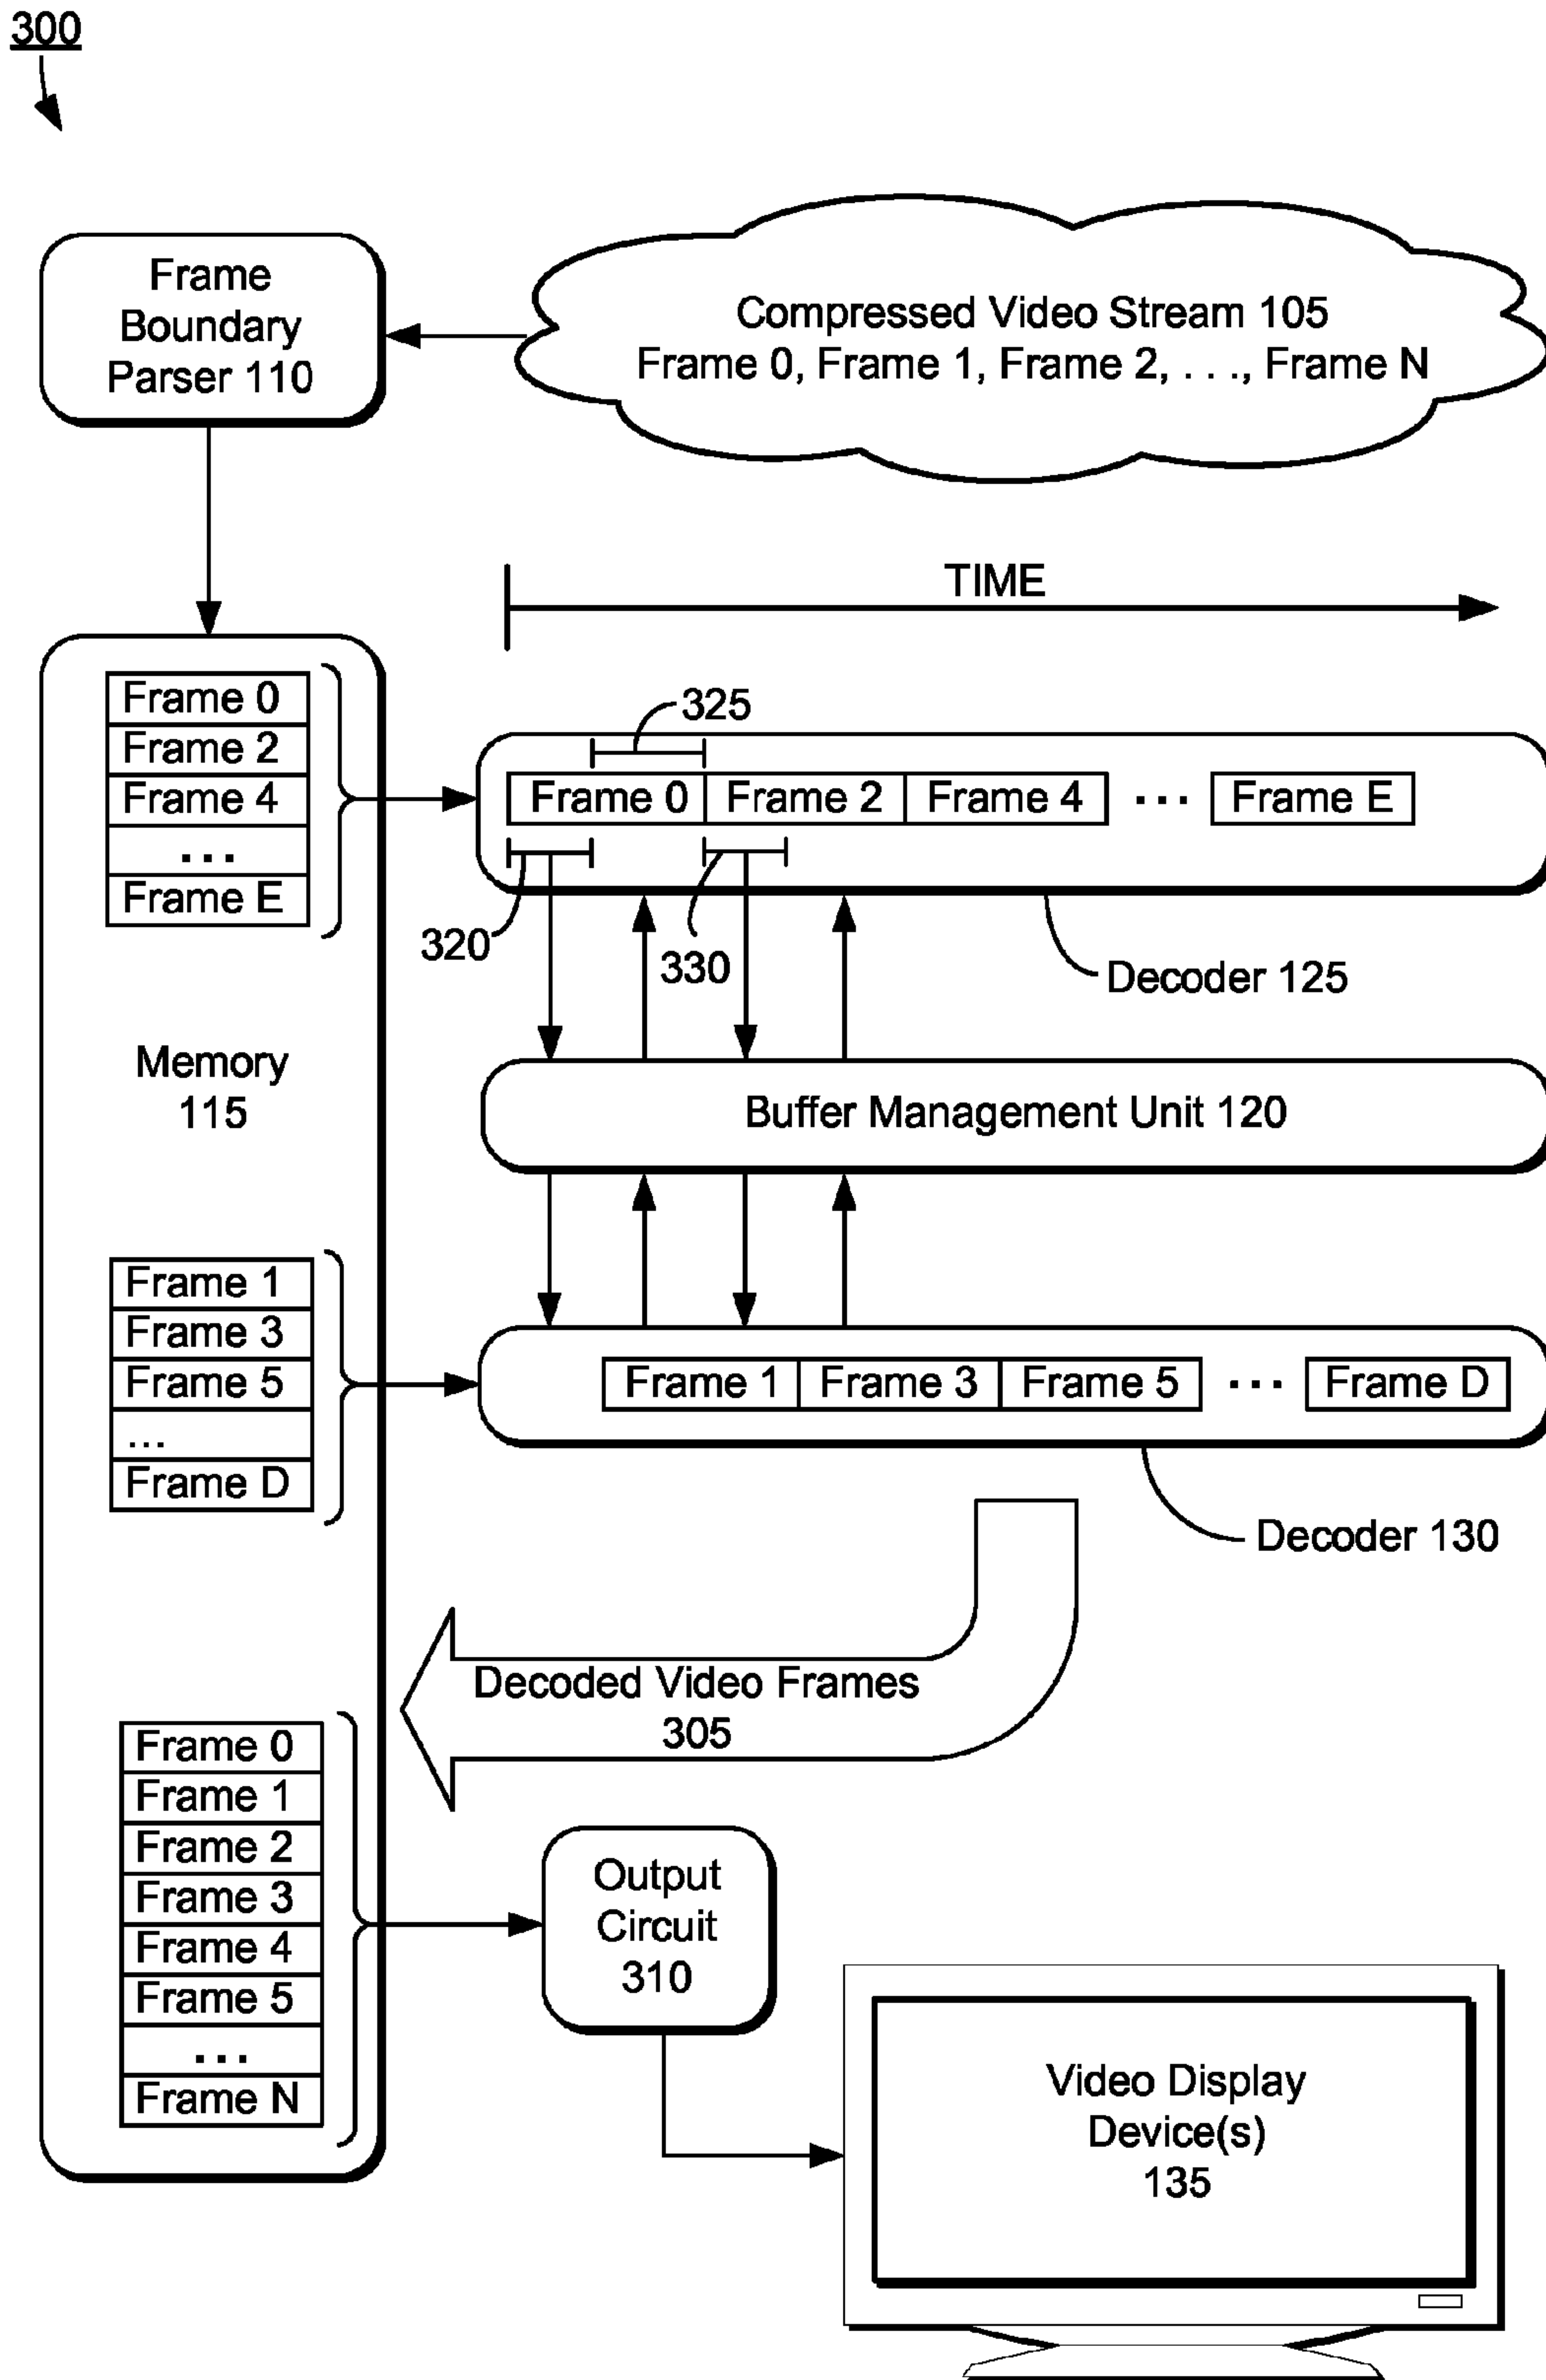 300
Frame
Boundary
Parser 110
Compressed Video Stream 105
Frame 0, Frame 1, Frame 2, . . ., Frame N
TIME
Frame 0
Frame 2
Frame 4
...
Frame E
325
Frame 0
Frame 2
Frame 4
...
Frame E
320
330
Decoder 125
Memory
115
Buffer Management Unit 120
Frame 1
Frame 3
Frame 5
...
Frame D
Frame 1
Frame 3
Frame 5
...
Frame D
Decoder 130
Decoded Video Frames
305
Frame 0
Frame 1
Frame 2
Frame 3
Frame 4
Frame 5
...
Frame N
Output
Circuit
310
Video Display
Device(s)
135